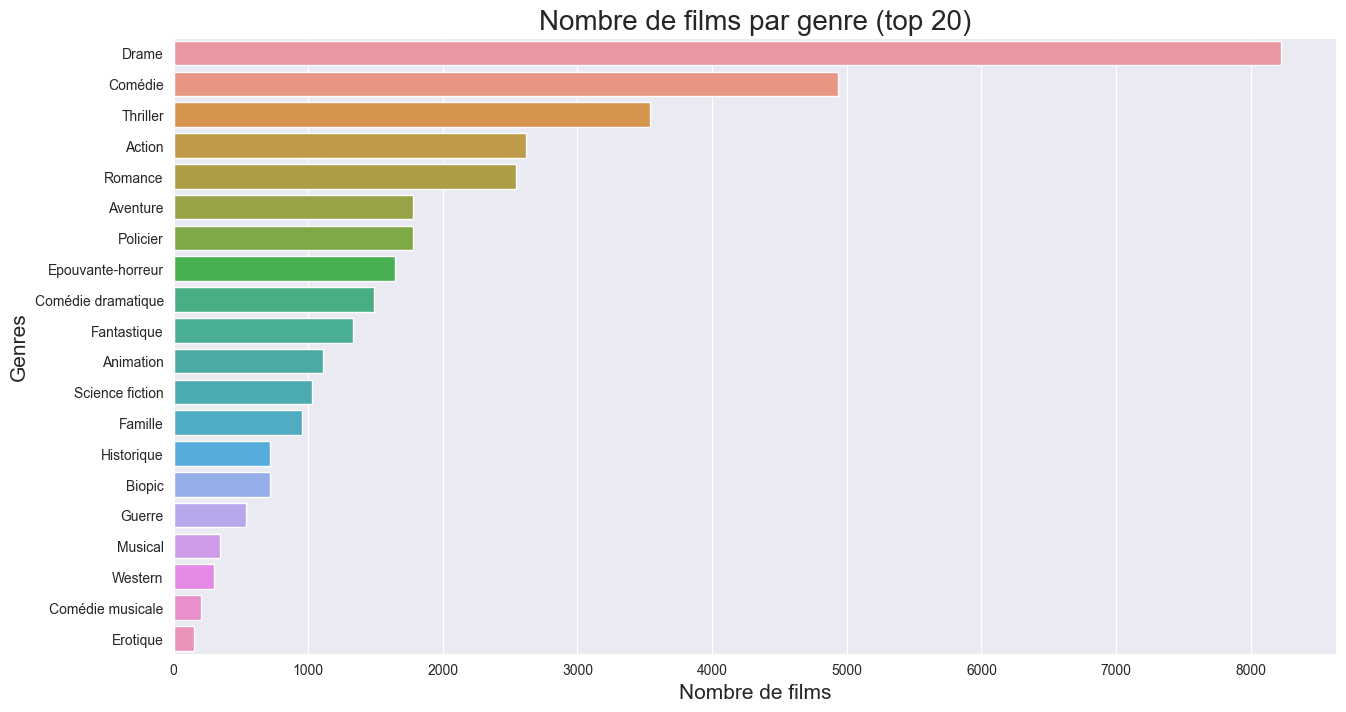 Nombre de films par genre (top 20)
Genres
Drame
Comédie
Thriller
Action
Romance
Aventure
Policier
Epouvante-horreur
Comédie dramatique
Fantastique
Animation
Science fiction
Famille
Historique
Biopic
Guerre
Musical
Western
Comédie musicale
Erotique
0 1000 2000 3000 4000 5000 6000 7000 8000
Nombre de films